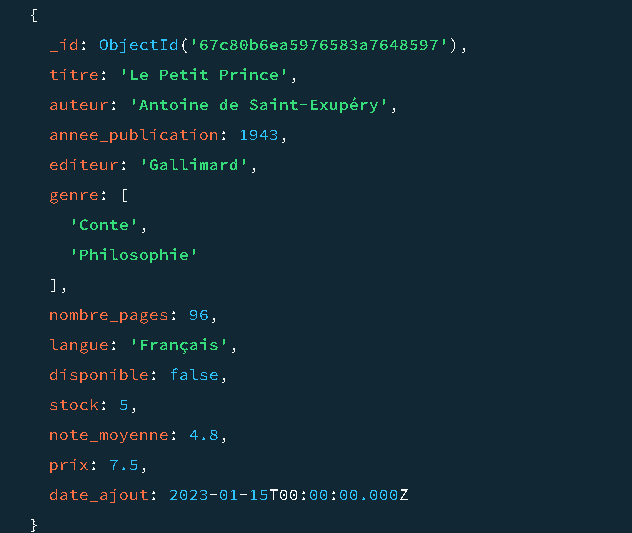 {
_id: ObjectId('67c80b6ea5976583a7648597'),
titre: 'Le Petit Prince',
auteur: 'Antoine de Saint-Exupéry',
annee_publication: 1943,
editeur: 'Gallimard',
genre: [
'Conte',
'Philosophie'
],
nombre_pages: 96,
langue: 'Français',
disponible: false,
stock: 5,
note_moyenne: 4.8,
prix: 7.5,
date_ajout: 2023-01-15T00:00:00.000Z
}